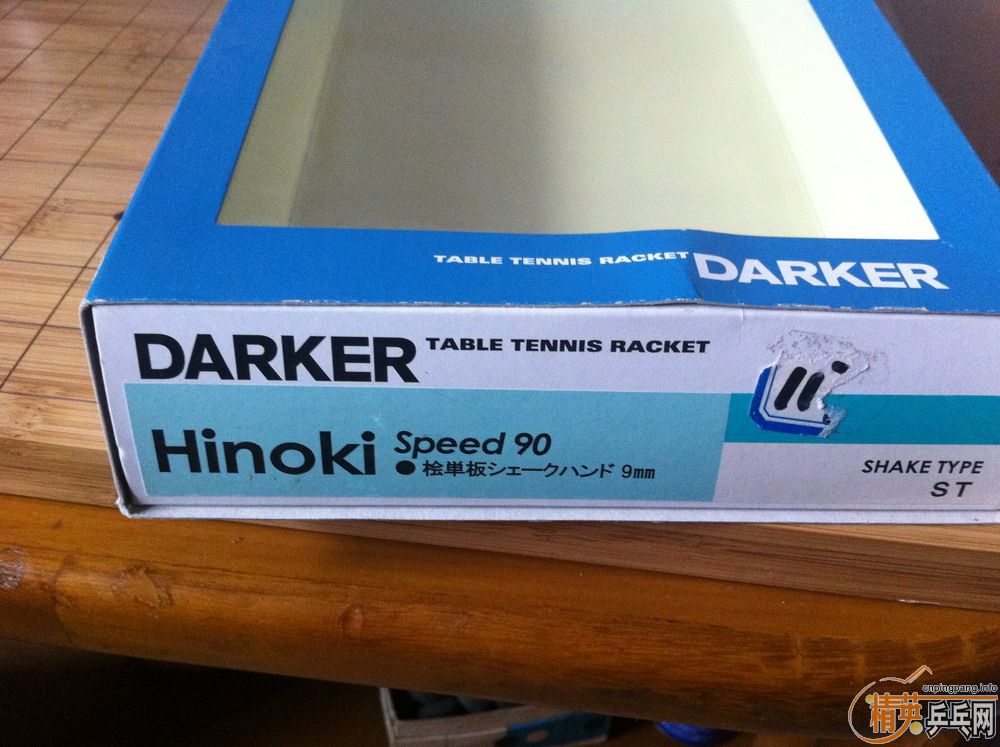 TABLE TENNIS RACKET DARKER
DARKER TABLE TENNIS RACKET
Hinoki Speed 90
桧単板シェークハンド 9mm
SHAKE TYPE
ST
cnpingpang.info
精英乒乓网